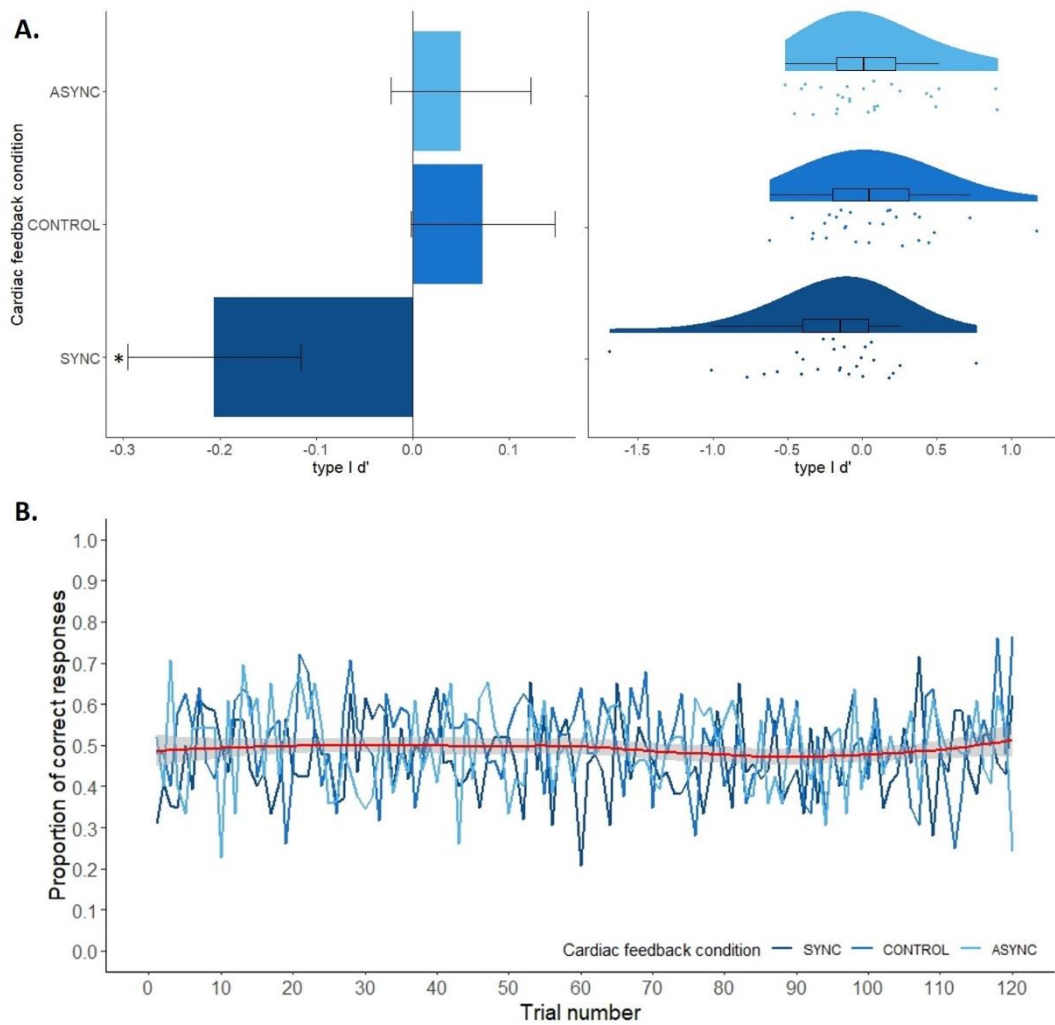 A.
Cardiac feedback condition
ASYNC
CONTROL
SYNC
*
-0.3 -0.2 -0.1 0.0 0.1
type I d'
-1.5 -1.0 -0.5 0.0 0.5 1.0
type I d'
B.
Proportion of correct responses
1.0
0.9
0.8
0.7
0.6
0.5
0.4
0.3
0.2
0.1
0.0
Cardiac feedback condition SYNC CONTROL ASYNC
0 10 20 30 40 50 60 70 80 90 100 110 120
Trial number